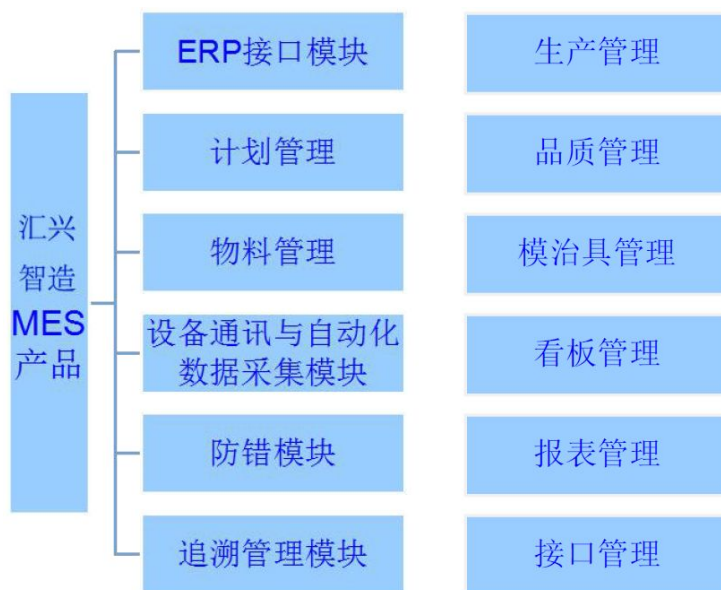 汇兴
智造
MES
产品
ERP接口模块
计划管理
物料管理
设备通讯与自动化
数据采集模块
防错模块
追溯管理模块
生产管理
品质管理
模治具管理
看板管理
报表管理
接口管理